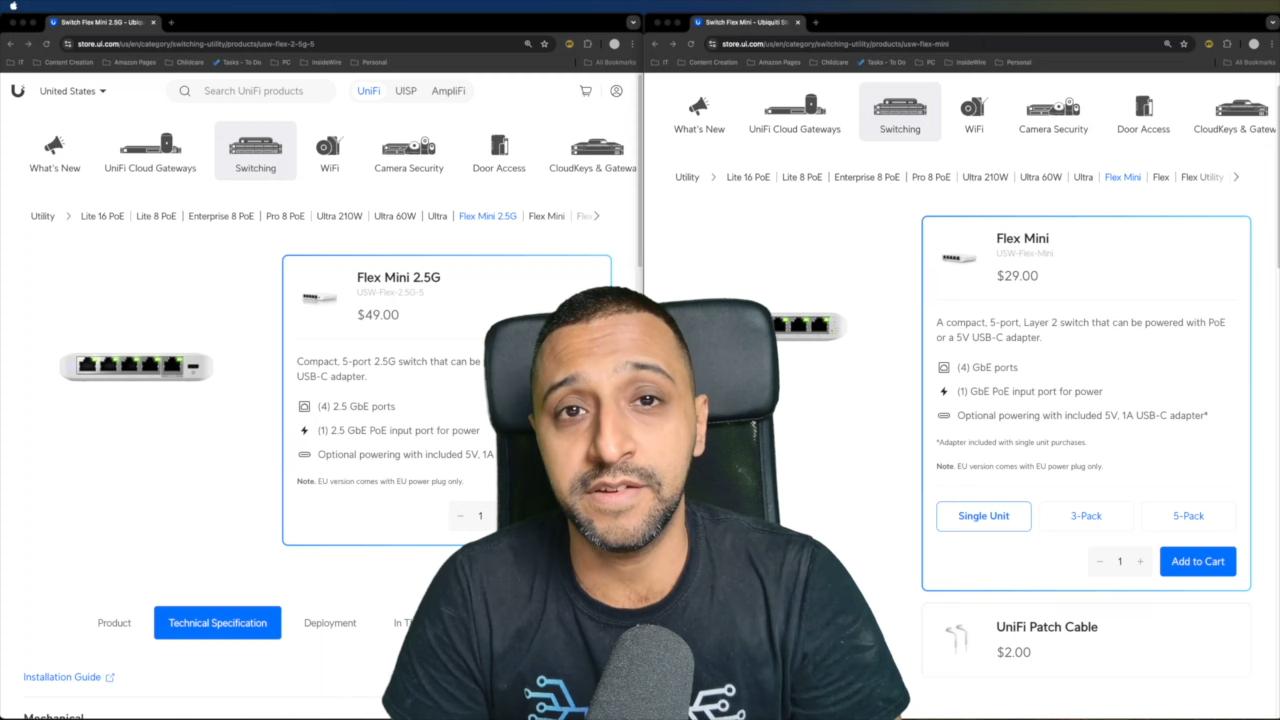 Switch Flex Mini 2.5G - Ubiqu
store.ui.com/us/en/category/switching-utility/products/usw-flex-2-5g-5
IT
Content Creation
Amazon Pages
Childcare
Tasks - To Do
PC
InsideWire
Personal
All Bookmarks
United States
Search UniFi products
UniFi
UISP
AmpliFi
What's New
UniFi Cloud Gateways
Switching
WiFi
Camera Security
Door Access
CloudKeys & Gatewa
Utility
Lite 16 PoE
Lite 8 PoE
Enterprise 8 PoE
Pro 8 PoE
Ultra 210W
Ultra 60W
Ultra
Flex Mini 2.5G
Flex Mini
Flex
Flex Mini 2.5G
USW-Flex-2.5G-5
$49.00
Compact, 5-port 2.5G switch that can be
USB-C adapter.
(4) 2.5 GbE ports
(1) 2.5 GbE PoE input port for power
Optional powering with included 5V, 1A
Note. EU version comes with EU power plug only.
− 1
Product
Technical Specification
Deployment
In T
Installation Guide
Mechanical
Switch Flex Mini - Ubiquiti St
store.ui.com/us/en/category/switching-utility/products/usw-flex-mini
IT
Content Creation
Amazon Pages
Childcare
Tasks - To Do
PC
InsideWire
Personal
All Bookmarks
What's New
UniFi Cloud Gateways
Switching
WiFi
Camera Security
Door Access
CloudKeys & Gatew
Utility
Lite 16 PoE
Lite 8 PoE
Enterprise 8 PoE
Pro 8 PoE
Ultra 210W
Ultra 60W
Ultra
Flex Mini
Flex
Flex Utility
Flex Mini
USW-Flex-Mini
$29.00
A compact, 5-port, Layer 2 switch that can be powered with PoE
or a 5V USB-C adapter.
(4) GbE ports
(1) GbE PoE input port for power
Optional powering with included 5V, 1A USB-C adapter*
*Adapter included with single unit purchases.
Note. EU version comes with EU power plug only.
Single Unit
3-Pack
5-Pack
− 1 +
Add to Cart
UniFi Patch Cable
$2.00